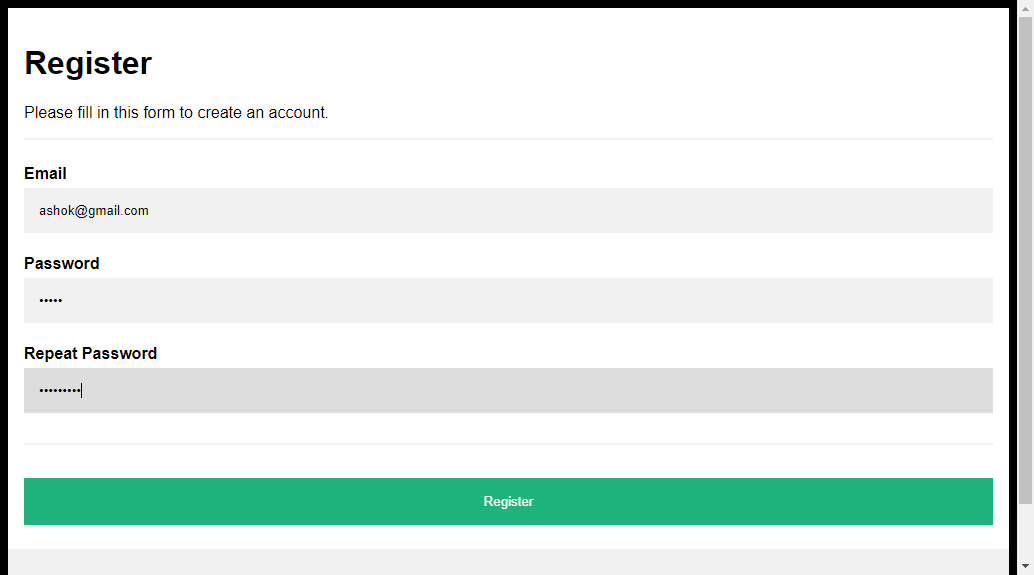 Register
Please fill in this form to create an account.
Email
ashok@gmail.com
Password
•••••
Repeat Password
•••••••••
Register